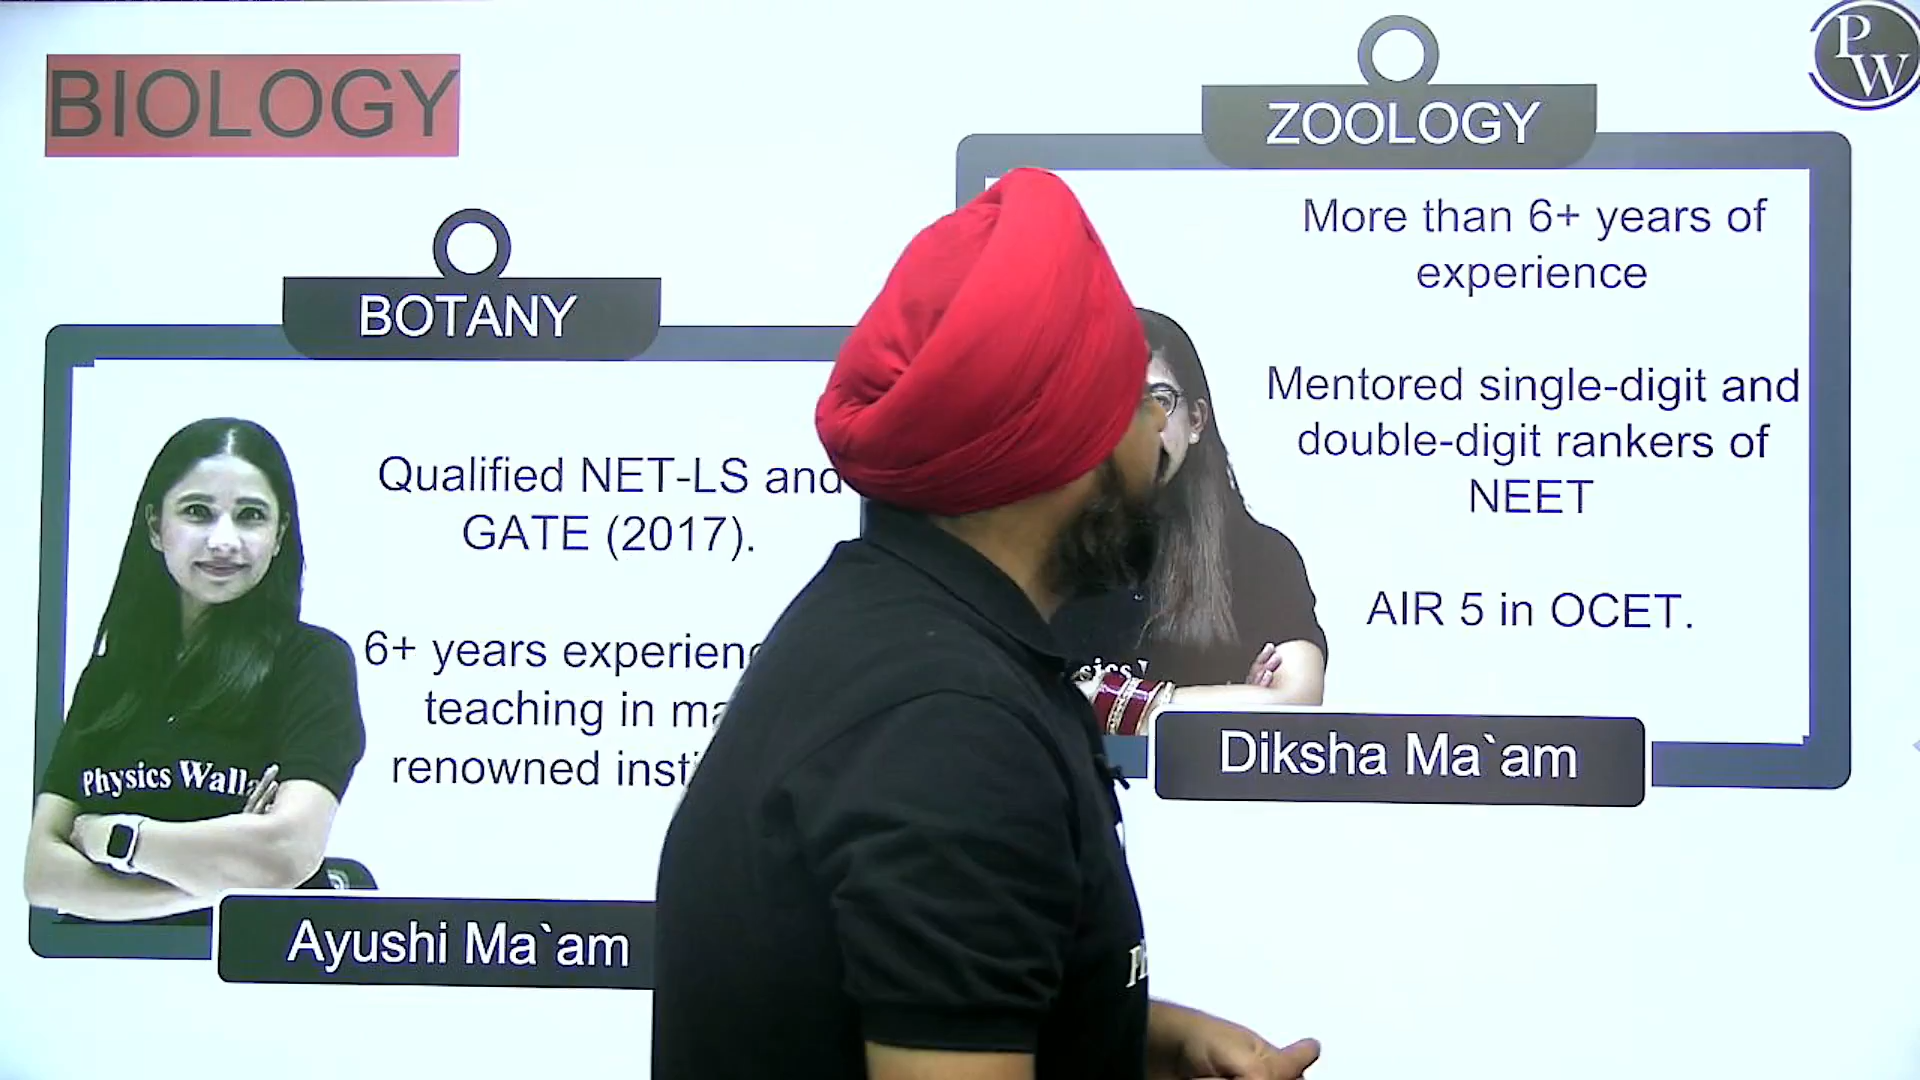 BIOLOGY
PW
BOTANY
Qualified NET-LS and
GATE (2017).
6+ years
teaching in
renowned
Physics
Ayushi Ma`am
ZOOLOGY
More than 6+ years of
experience
Mentored single-digit and
double-digit rankers of
NEET
AIR 5 in OCET.
Diksha Ma`am